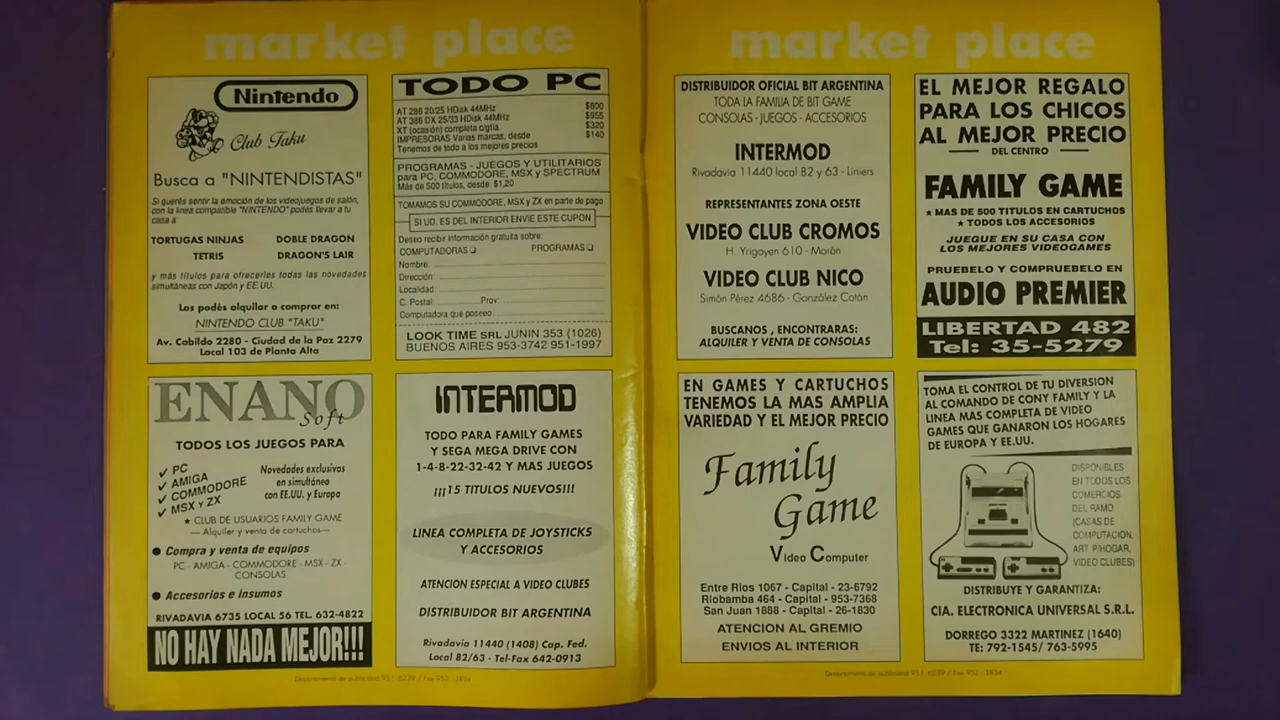 market place
Nintendo
Club Taku
Busca a "NINTENDISTAS"
Si querés sentir la emoción de los videojuegos de salón,
con la linea compatible "NINTENDO" podés llevar a tu
casa a
TORTUGAS NINJAS DOBLE DRAGON
TETRIS DRAGON'S LAIR
y más títulos para ofrecerles todas las novedades
simultáneas con Japón y EE.UU.
Los podés alquilar o comprar en:
NINTENDO CLUB "TAKU"
Av. Cabildo 2280 - Ciudad de la Paz 2279
Local 103 de Planta Alta
TODO PC
AT 286 20/25 HDisk 44MHz $800
AT 386 DX 25/33 HDisk 44MHz $955
XT (ocasión) completa c/gtia. $320
IMPRESORAS Varias marcas, desde $140
Tenemos de todo a los mejores precios
PROGRAMAS - JUEGOS Y UTILITARIOS
para PC, COMMODORE, MSX y SPECTRUM
Más de 500 títulos, desde $1,20
TOMAMOS SU COMMODORE, MSX y ZX en parte de pago
SI UD. ES DEL INTERIOR ENVIE ESTE CUPON
Deseo recibir información gratuita sobre:
COMPUTADORAS ❏ PROGRAMAS ❏
Nombre:
Dirección:
Localidad:
C. Postal: Prov:
Computadora que poseeo:
LOOK TIME SRL JUNIN 353 (1026)
BUENOS AIRES 953-3742 951-1997
ENANO
Soft
TODOS LOS JUEGOS PARA
✓ PC
✓ AMIGA
✓ COMMODORE
✓ MSX Y ZX
Novedades exclusivas
en simultáneo
con EE.UU. y Europa
★ CLUB DE USUARIOS FAMILY GAME
— Alquiler y venta de cartuchos—
● Compra y venta de equipos
PC - AMIGA - COMMODORE - MSX - ZX -
CONSOLAS
● Accesorios e insumos
RIVADAVIA 6735 LOCAL 56 TEL. 632-4822
NO HAY NADA MEJOR!!!
INTERMOD
TODO PARA FAMILY GAMES
Y SEGA MEGA DRIVE CON
1-4-8-22-32-42 Y MAS JUEGOS
¡¡¡15 TITULOS NUEVOS!!!
LINEA COMPLETA DE JOYSTICKS
Y ACCESORIOS
ATENCION ESPECIAL A VIDEO CLUBES
DISTRIBUIDOR BIT ARGENTINA
Rivadavia 11440 (1408) Cap. Fed.
Local 82/63 - Tel-Fax 642-0913
Departamento de publicidad 951 6239 / Fax 952 - 3834
market place
DISTRIBUIDOR OFICIAL BIT ARGENTINA
TODA LA FAMILIA DE BIT GAME
CONSOLAS - JUEGOS - ACCESORIOS
INTERMOD
Rivadavia 11440 local 82 y 63 - Liniers
REPRESENTANTES ZONA OESTE
VIDEO CLUB CROMOS
H. Yrigoyen 610 - Morón
VIDEO CLUB NICO
Simón Pérez 4686 - González Catán
BUSCANOS , ENCONTRARAS:
ALQUILER Y VENTA DE CONSOLAS
EL MEJOR REGALO
PARA LOS CHICOS
AL MEJOR PRECIO
DEL CENTRO
FAMILY GAME
★ MAS DE 500 TITULOS EN CARTUCHOS
★ TODOS LOS ACCESORIOS
JUEGUE EN SU CASA CON
LOS MEJORES VIDEOGAMES
PRUEBELO Y COMPRUEBELO EN
AUDIO PREMIER
LIBERTAD 482
Tel: 35-5279
EN GAMES Y CARTUCHOS
TENEMOS LA MAS AMPLIA
VARIEDAD Y EL MEJOR PRECIO
Family
Game
Video Computer
Entre Rios 1067 - Capital - 23-6792
Riobamba 464 - Capital - 953-7368
San Juan 1888 - Capital - 26-1830
ATENCION AL GREMIO
ENVIOS AL INTERIOR
TOMA EL CONTROL DE TU DIVERSION
AL COMANDO DE CONY FAMILY Y LA
LINEA MAS COMPLETA DE VIDEO
GAMES QUE GANARON LOS HOGARES
DE EUROPA Y EE.UU.
DISPONIBLES
EN TODOS LOS
COMERCIOS
DEL RAMO
(CASAS DE
COMPUTACION,
ART P/HOGAR,
VIDEO CLUBES)
DISTRIBUYE Y GARANTIZA:
CIA. ELECTRONICA UNIVERSAL S.R.L.
DORREGO 3322 MARTINEZ (1640)
TE: 792-1545/ 763-5995
Departamento de publicidad 951 6239 / Fax 952 - 3834